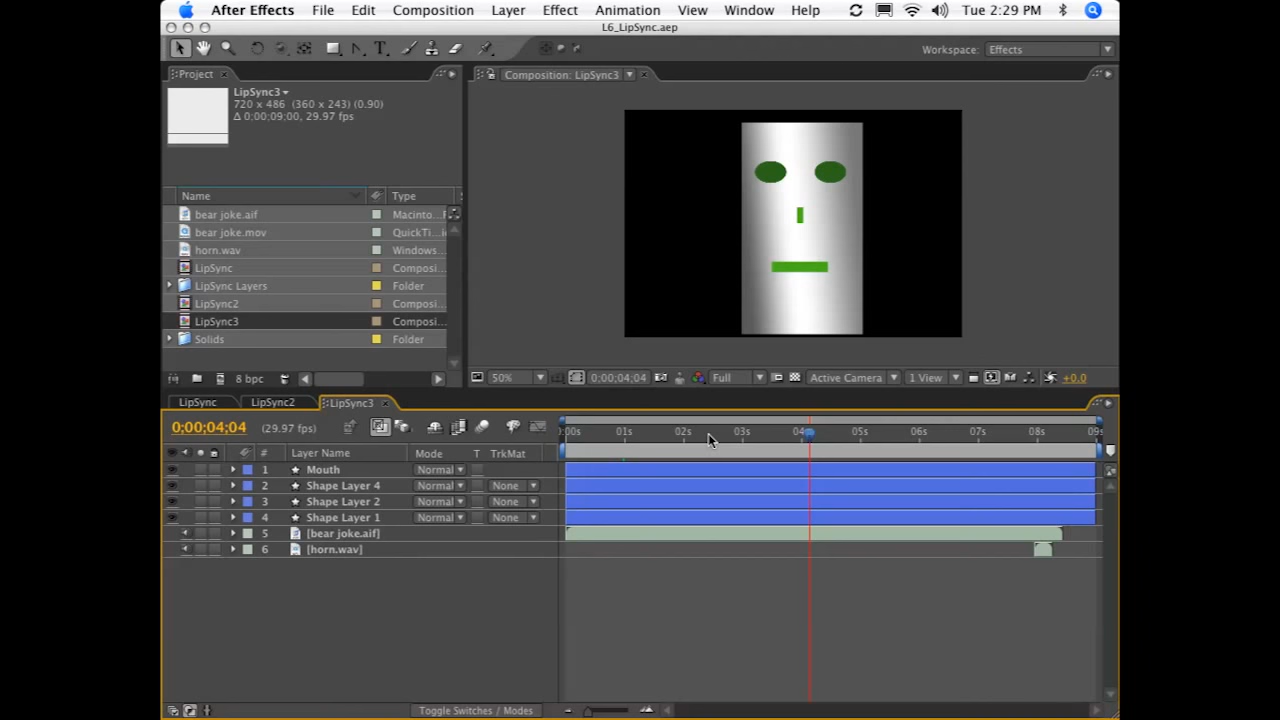 After Effects File Edit Composition Layer Effect Animation View Window Help Tue 2:29 PM
L6_LipSync.aep
T Workspace: Effects
Project Composition: LipSync3
LipSync3
720 x 486 (360 x 243) (0.90)
Δ 0;00;09;00, 29.97 fps
Name Type
bear joke.aif Macinto...F
bear joke.mov QuickTi...
horn.wav Windows...
LipSync Composi...
LipSync Layers Folder
LipSync2 Composi...
LipSync3 Composi...
Solids Folder
8 bpc 50% 0;00;04;04 Full Active Camera 1 View +0.0
LipSync LipSync2 LipSync3
0;00;04;04 (29.97 fps) :00s 01s 02s 03s 04s 05s 06s 07s 08s 09s
# Layer Name Mode T TrkMat
1 Mouth Normal
2 Shape Layer 4 Normal None
3 Shape Layer 2 Normal None
4 Shape Layer 1 Normal None
5 [bear joke.aif]
6 [horn.wav]
Toggle Switches / Modes